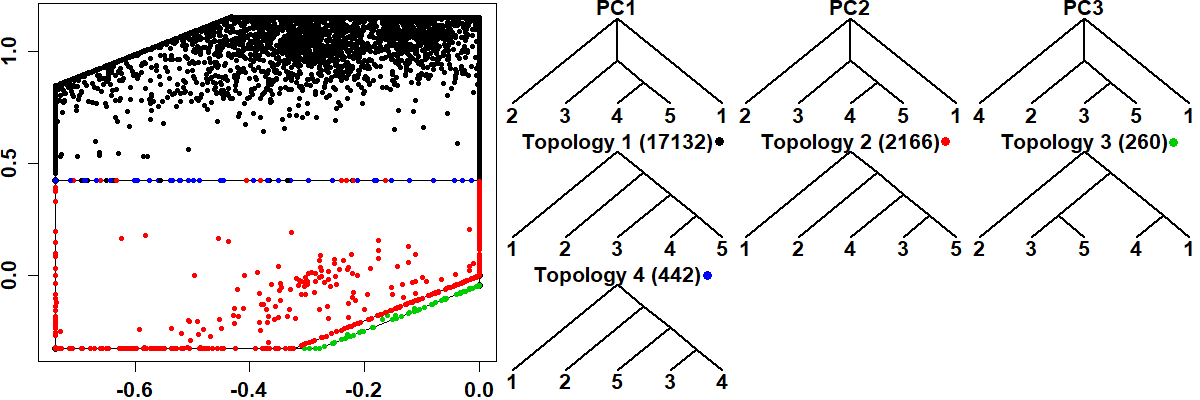 PC1 PC2 PC3
2 3 4 5 1 2 3 4 5 1 4 2 3 5 1
Topology 1 (17132) Topology 2 (2166) Topology 3 (260)
1 2 3 4 5 1 2 4 3 5 2 3 5 4 1
Topology 4 (442)
1 2 5 3 4
1.0
0.5
0.0
-0.6 -0.4 -0.2 0.0